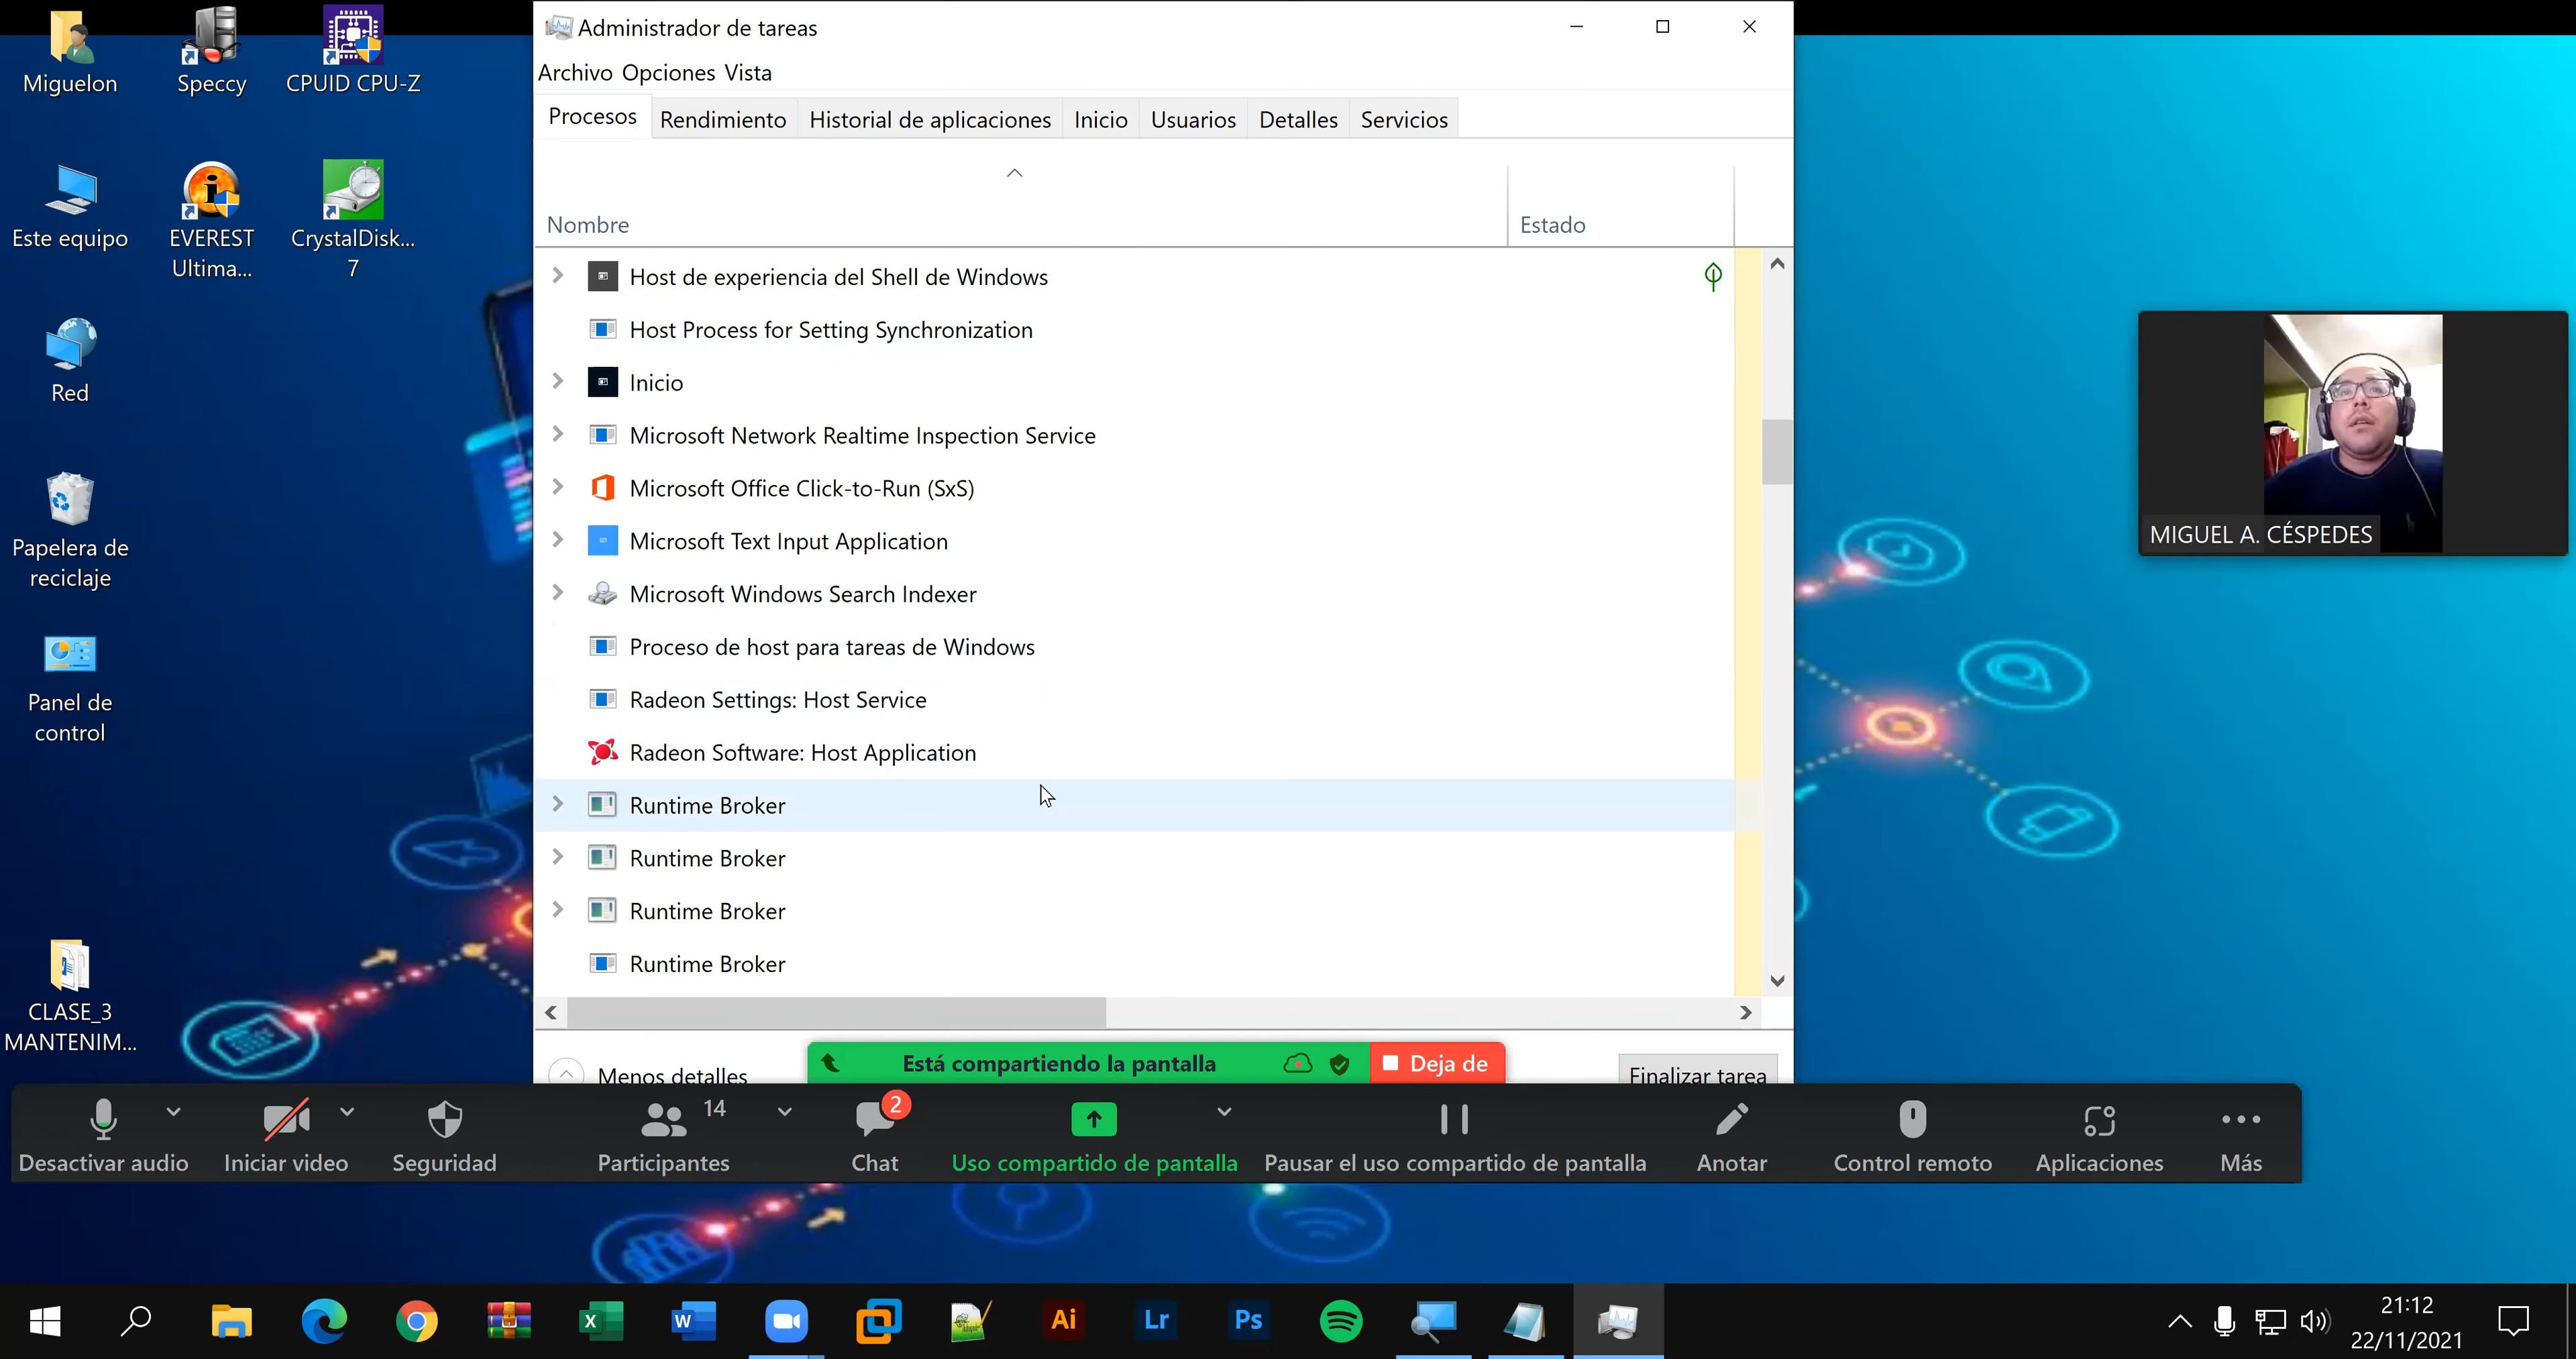 Miguelon
Speccy
CPUID CPU-Z
Este equipo
EVEREST
Ultima...
CrystalDisk...
7
Red
Papelera de
reciclaje
Panel de
control
CLASE_3
MANTENIM...
Administrador de tareas
Archivo Opciones Vista
Procesos Rendimiento Historial de aplicaciones Inicio Usuarios Detalles Servicios
Nombre Estado
Host de experiencia del Shell de Windows
Host Process for Setting Synchronization
Inicio
Microsoft Network Realtime Inspection Service
Microsoft Office Click-to-Run (SxS)
Microsoft Text Input Application
Microsoft Windows Search Indexer
Proceso de host para tareas de Windows
Radeon Settings: Host Service
Radeon Software: Host Application
Runtime Broker
Runtime Broker
Runtime Broker
Runtime Broker
Menos detalles
Finalizar tarea
Está compartiendo la pantalla
Deja de
MIGUEL A. CÉSPEDES
14
2
Desactivar audio Iniciar video Seguridad Participantes Chat Uso compartido de pantalla Pausar el uso compartido de pantalla Anotar Control remoto Aplicaciones Más
X
W
Ai
Lr
Ps
21:12
22/11/2021